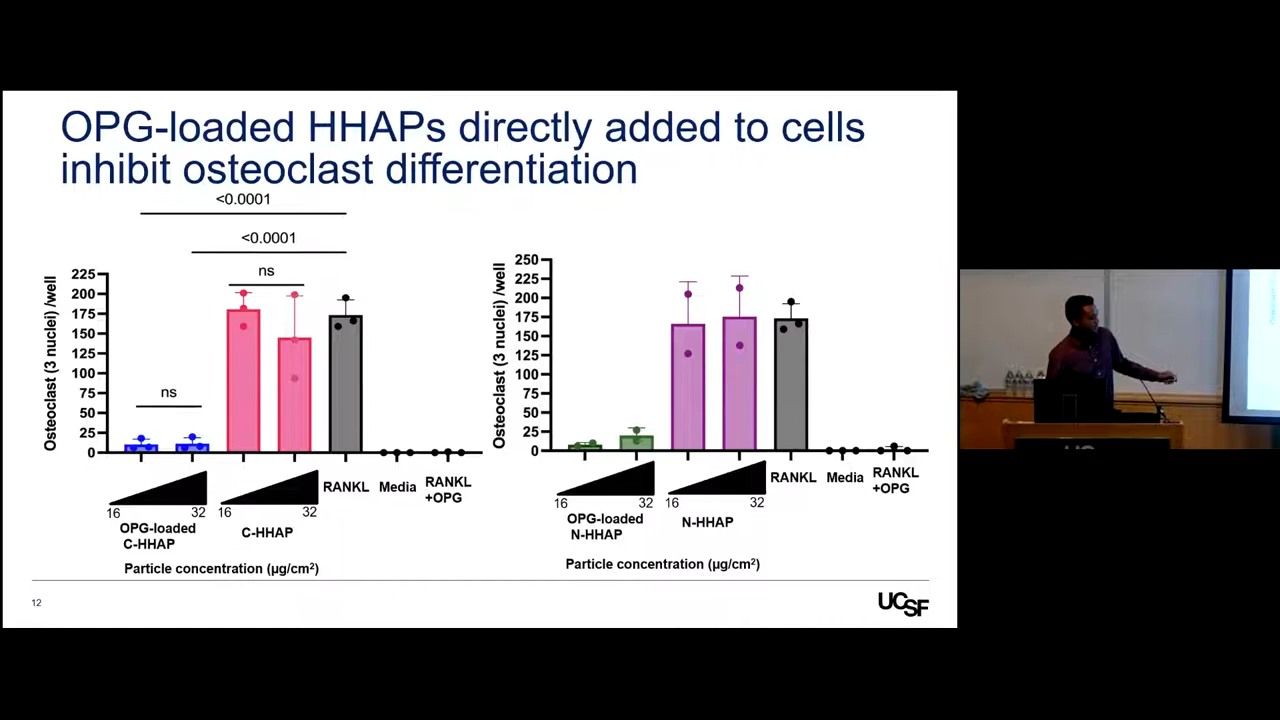 OPG-loaded HHAPs directly added to cells
inhibit osteoclast differentiation
<0.0001
<0.0001
ns
ns
Osteoclast (3 nuclei) /well
225
200
175
150
125
100
75
50
25
0
16
32
OPG-loaded
C-HHAP
16
32
C-HHAP
RANKL
Media
RANKL
+OPG
Particle concentration (µg/cm²)
Osteoclast (3 nuclei) /well
250
225
200
175
150
125
100
75
50
25
0
16
32
OPG-loaded
N-HHAP
16
32
N-HHAP
RANKL
Media
RANKL
+OPG
Particle concentration (µg/cm²)
12
UCSF